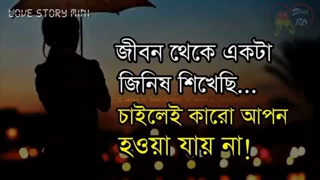 LOVE STORY MINI
জীবন থেকে একটা
জিনিষ শিখেছি...
চাইলেই কারো আপন
হওয়া যায় না!